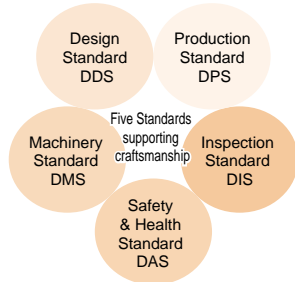 Design
Standard
DDS
Production
Standard
DPS
Five Standards
supporting
craftsmanship
Machinery
Standard
DMS
Inspection
Standard
DIS
Safety
& Health
Standard
DAS